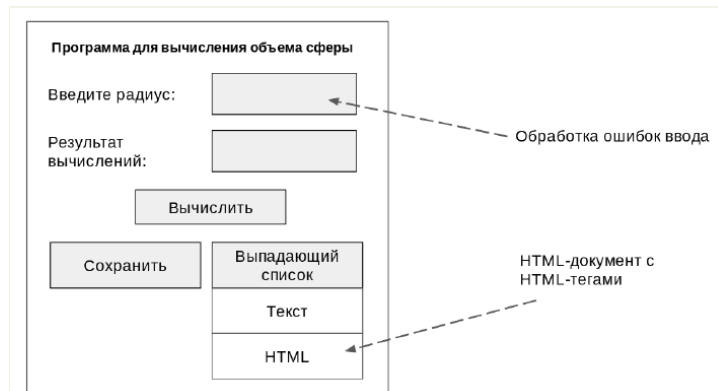 Программа для вычисления объема сферы
Введите радиус:
Обработка ошибок ввода
Результат
вычислений:
Вычислить
Сохранить
Выпадающий
список
HTML-документ с
HTML-тегами
Текст
HTML